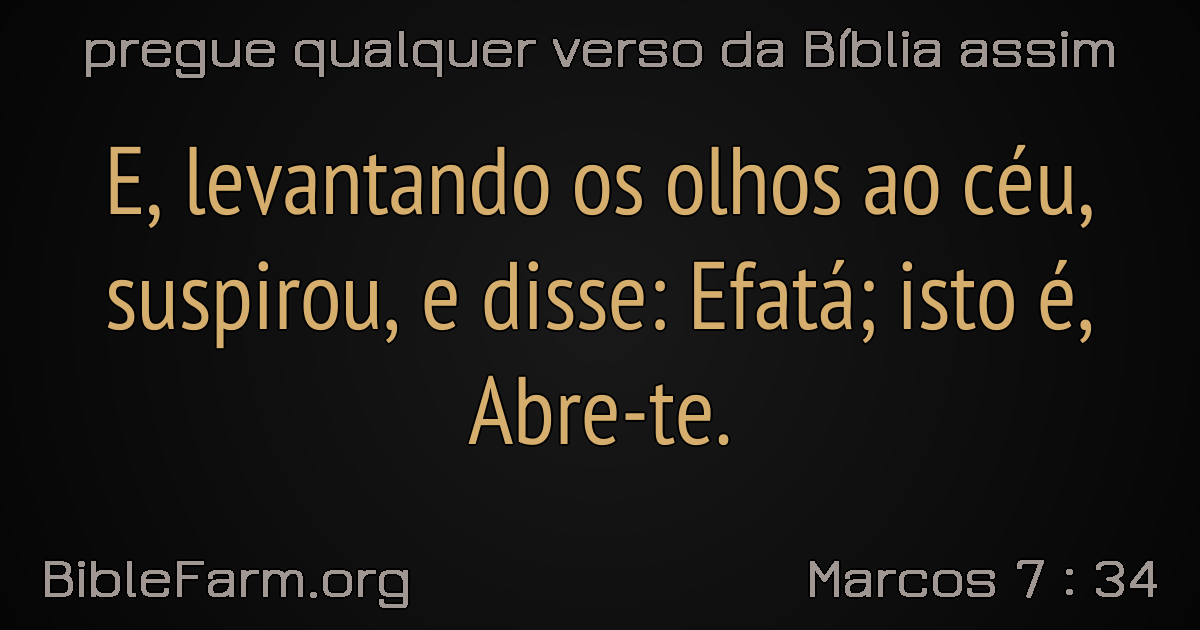 pregue qualquer verso da Bíblia assim
E, levantando os olhos ao céu,
suspirou, e disse: Efatá; isto é,
Abre-te.
BibleFarm.org
Marcos 7 : 34